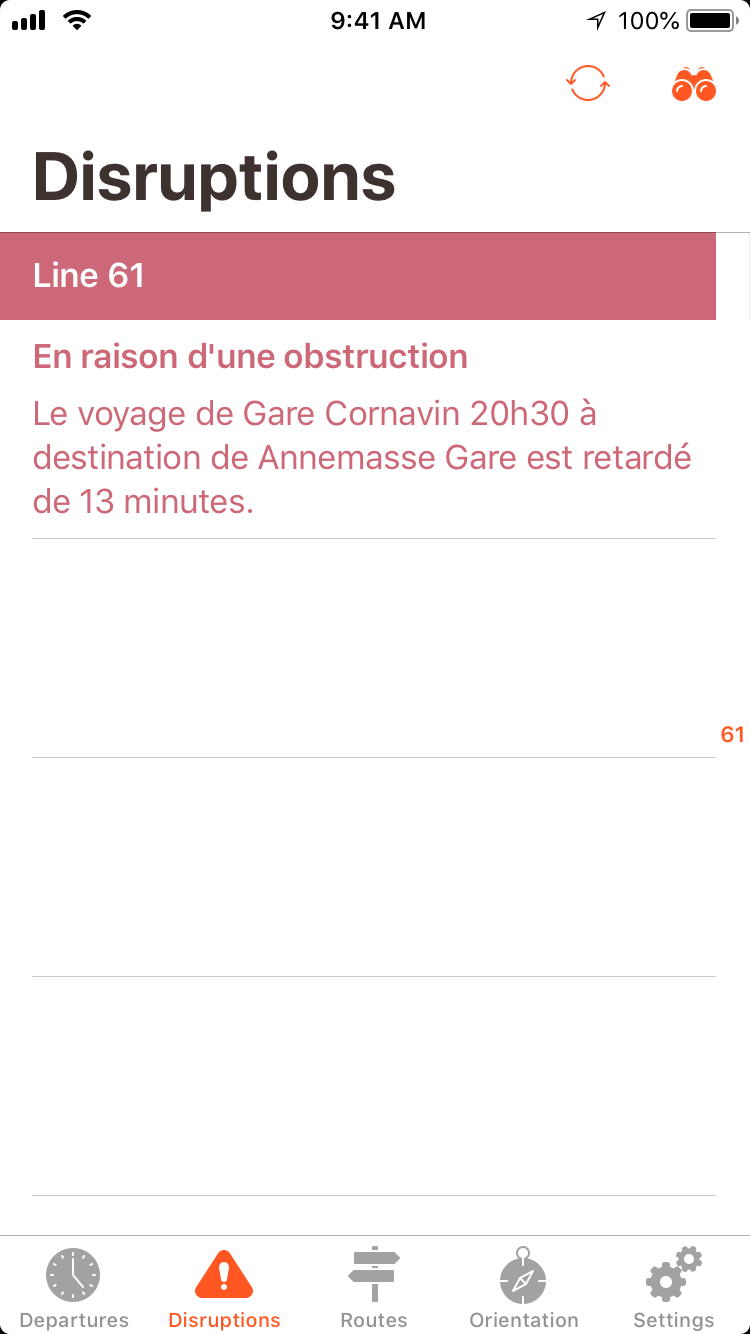 9:41 AM
100%
Disruptions
Line 61
En raison d'une obstruction
Le voyage de Gare Cornavin 20h30 à
destination de Annemasse Gare est retardé
de 13 minutes.
61
Departures
Disruptions
Routes
Orientation
Settings